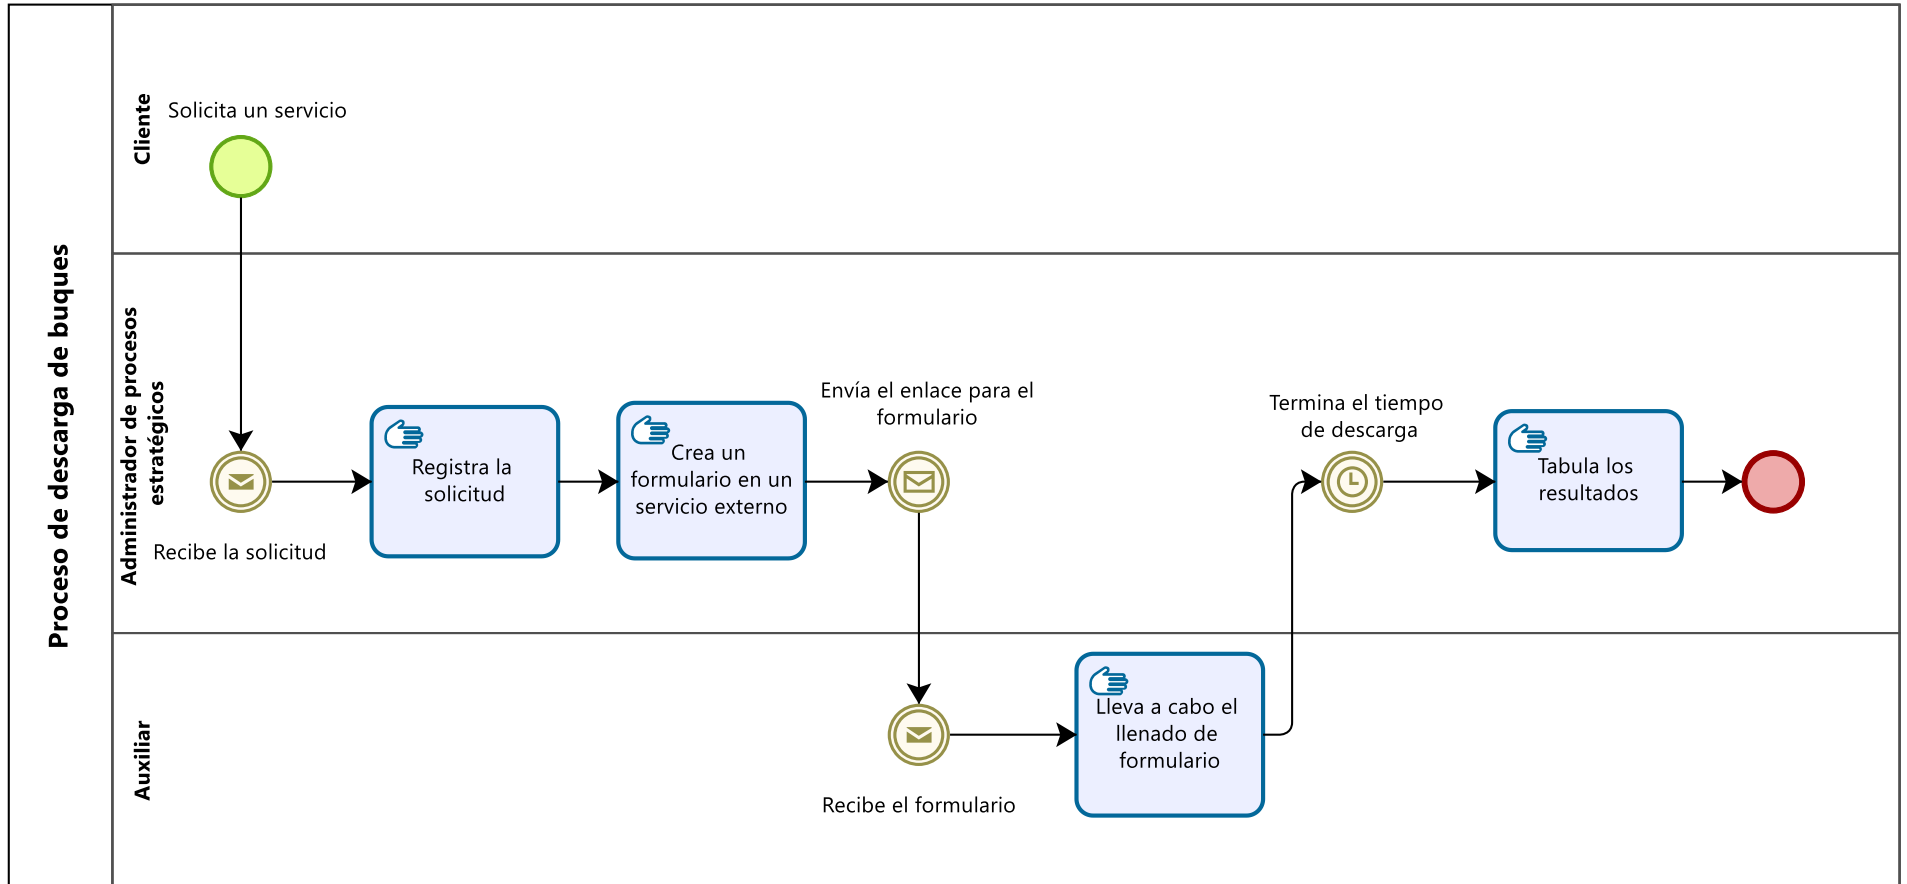 Proceso de descarga de buques
Cliente
Solicita un servicio
Administrador de procesos
estratégicos
Recibe la solicitud
Registra la
solicitud
Crea un
formulario en un
servicio externo
Envía el enlace para el
formulario
Termina el tiempo
de descarga
Tabula los
resultados
Auxiliar
Recibe el formulario
Lleva a cabo el
llenado de
formulario